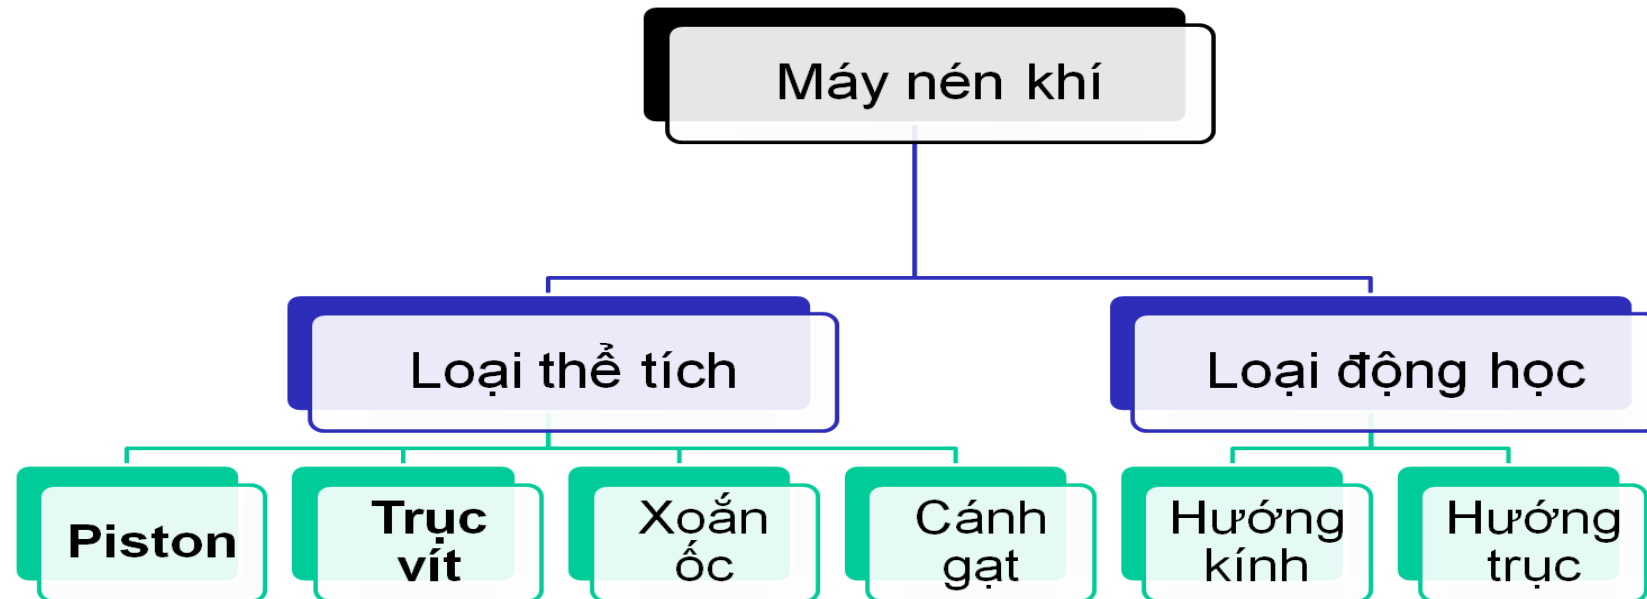 Máy nén khí
Loại thể tích
Loại động học
Piston
Trục
vít
Xoắn
ốc
Cánh
gạt
Hướng
kính
Hướng
trục